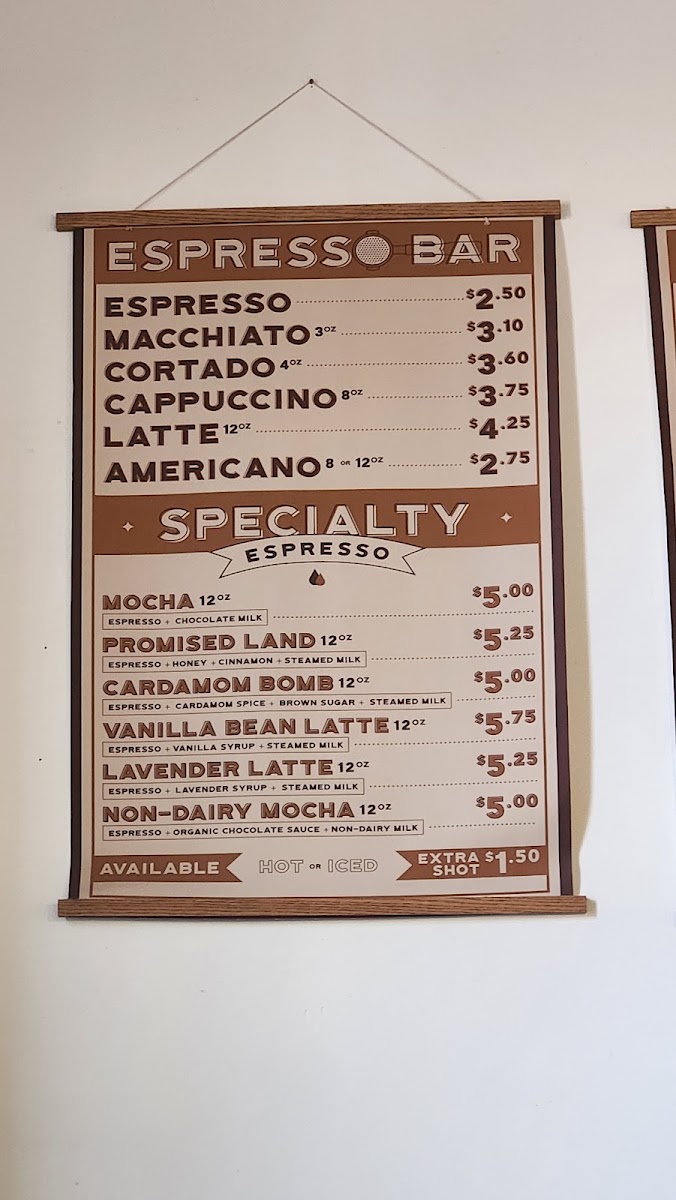 ESPRESSO BAR
ESPRESSO $2.50
MACCHIATO 3OZ $3.10
CORTADO 4OZ $3.60
CAPPUCCINO 8OZ $3.75
LATTE 12OZ $4.25
AMERICANO 8 OR 12OZ $2.75
SPECIALTY
ESPRESSO
MOCHA 12OZ $5.00
ESPRESSO + CHOCOLATE MILK
PROMISED LAND 12OZ $5.25
ESPRESSO + HONEY + CINNAMON + STEAMED MILK
CARDAMOM BOMB 12OZ $5.00
ESPRESSO + CARDAMOM SPICE + BROWN SUGAR + STEAMED MILK
VANILLA BEAN LATTE 12OZ $5.75
ESPRESSO + VANILLA SYRUP + STEAMED MILK
LAVENDER LATTE 12OZ $5.25
ESPRESSO + LAVENDER SYRUP + STEAMED MILK
NON-DAIRY MOCHA 12OZ $5.00
ESPRESSO + ORGANIC CHOCOLATE SAUCE + NON-DAIRY MILK
AVAILABLE HOT OR ICED EXTRA SHOT $1.50